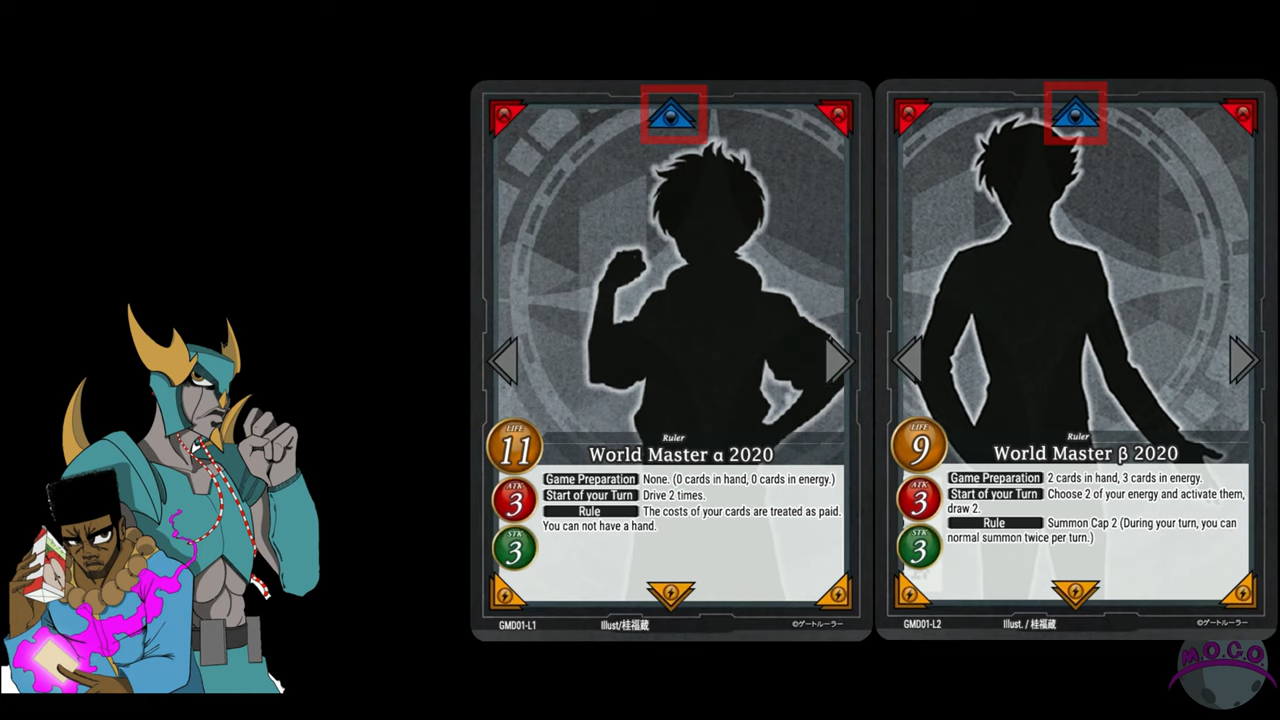 LIFE
11
Ruler
World Master α 2020
ATK
3
Game Preparation None. (0 cards in hand, 0 cards in energy.)
Start of your Turn Drive 2 times.
Rule The costs of your cards are treated as paid.
You can not have a hand.
STK
3
GMD01-L1 Illust/桂福蔵 ©ゲートルーラー
LIFE
9
Ruler
World Master β 2020
ATK
3
Game Preparation 2 cards in hand, 3 cards in energy.
Start of your Turn Choose 2 of your energy and activate them,
draw 2.
Rule Summon Cap 2 (During your turn, you can
normal summon twice per turn.)
STK
3
GMD01-L2 Illust. / 桂福蔵 ©ゲートルーラー
M.O.G.O